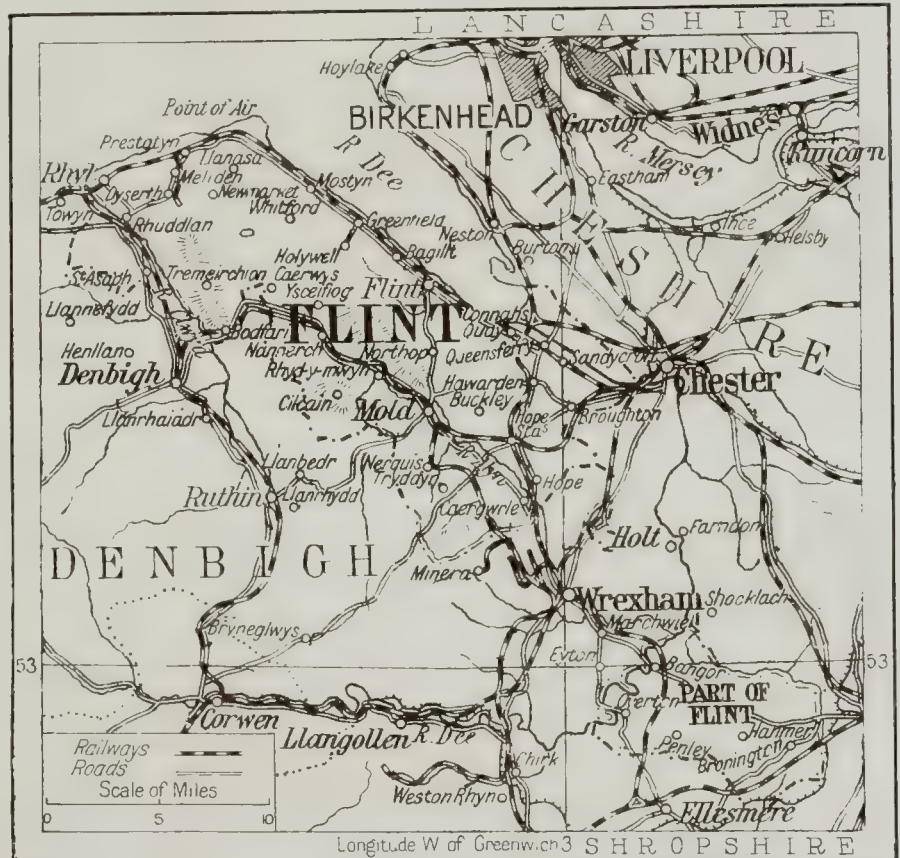 LANCASHIRE
Hoylake
LIVERPOOL
Point of Air
BIRKENHEAD
Garston
Widnes
Prestatyn
R. Dee
R. Mersey
Runcorn
Llanasa
Rhyl
Meliden
Dyserth
Newmarket
Mostyn
Eastham
Whitford
Towyn
Rhuddlan
Greenfield
Neston
Ince
Helsby
Holywell
Bagillt
Burton
CHESHIRE
St Asaph
Tremeirchion
Caerwys
Ysceifiog
Flint
Llannefydd
FLINT
Connahs
Quay
Bodfari
Nannerch
Northop
Queensferry
Sandycroft
Henllan
Denbigh
Rhyd-y-mwyn
Hawarden
Chester
Cilcain
Mold
Buckley
Hope
Stas
Broughton
Llanrhaiadr
Llanbedr
Nerquis
Tryddyd
Hope
Ruthin
Llanrhydd
Caergwrle
Holt
Farndon
DENBIGH
Minera
Wrexham
Shocklach
Marchwiel
Bryneglwys
53
Eyton
Bangor
53
Overton
PART OF
FLINT
Corwen
Llangollen
R. Dee
Hanmer
Penley
Bronington
Railways
Roads
Scale of Miles
Chirk
Weston Rhyn
Ellesmere
0 5 10
Longitude W of Greenwich 3
SHROPSHIRE